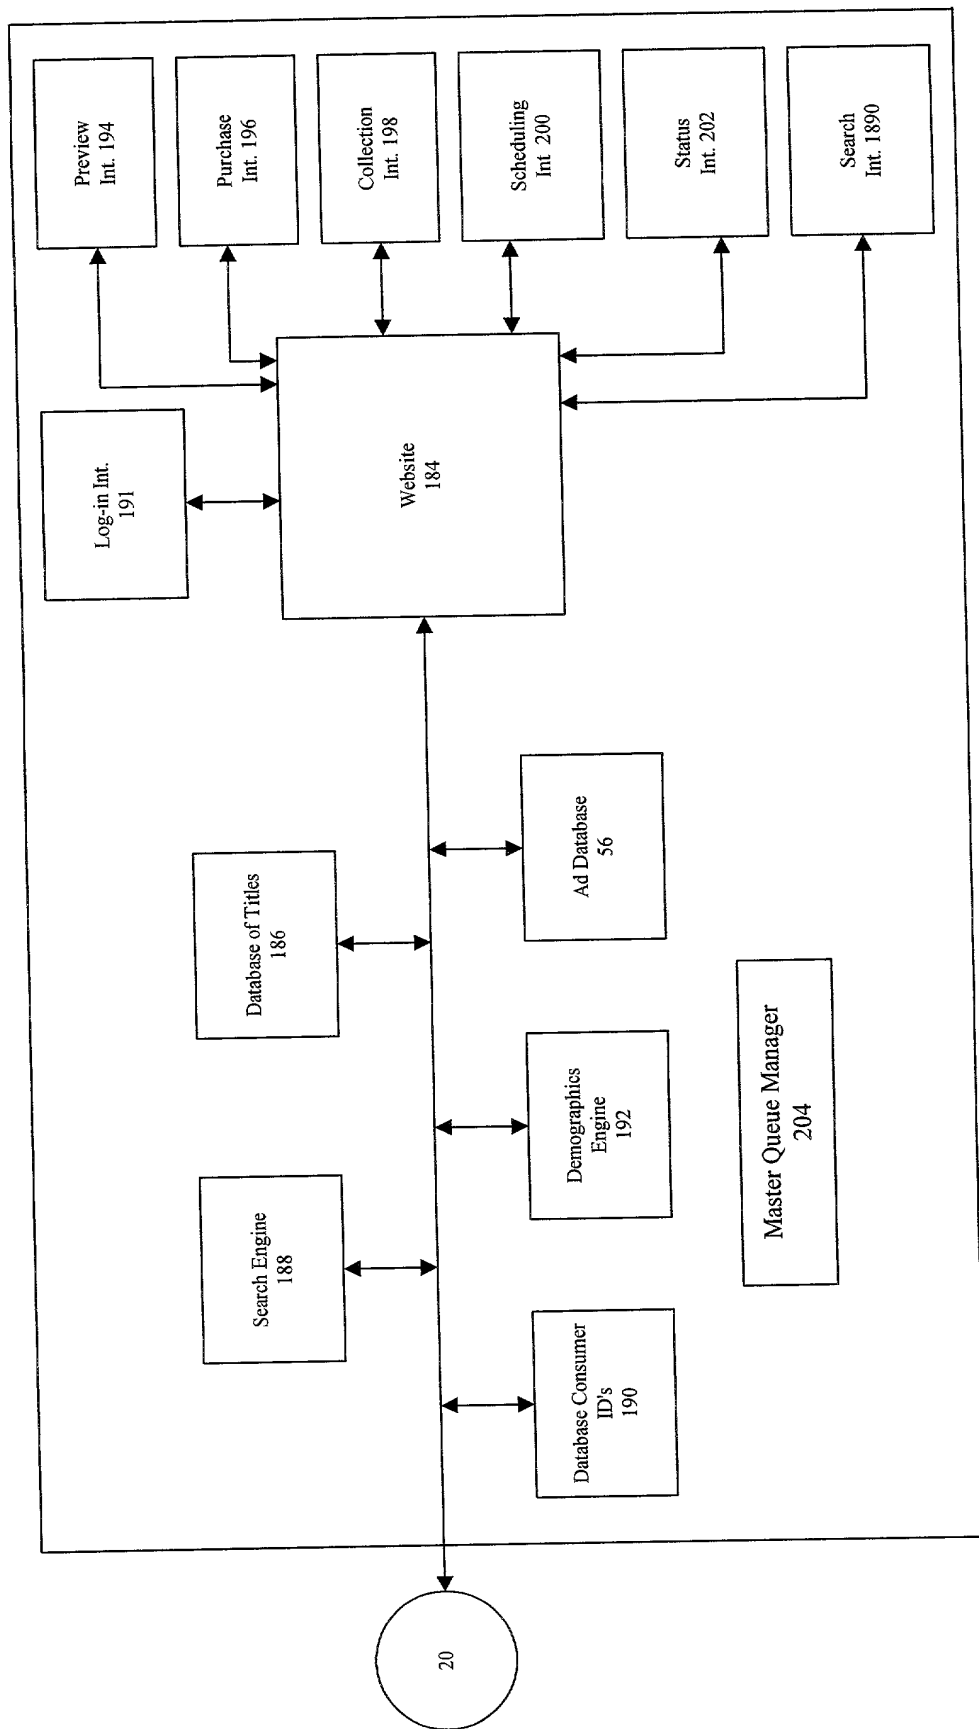 Preview
Int. 194
Purchase
Int. 196
Collection
Int. 198
Scheduling
Int 200
Status
Int. 202
Search
Int. 1890
Log-in Int.
191
Website
184
Database of Titles
186
Ad Database
56
Search Engine
188
Demographics
Engine
192
Master Queue Manager
204
Database Consumer
ID's
190
20